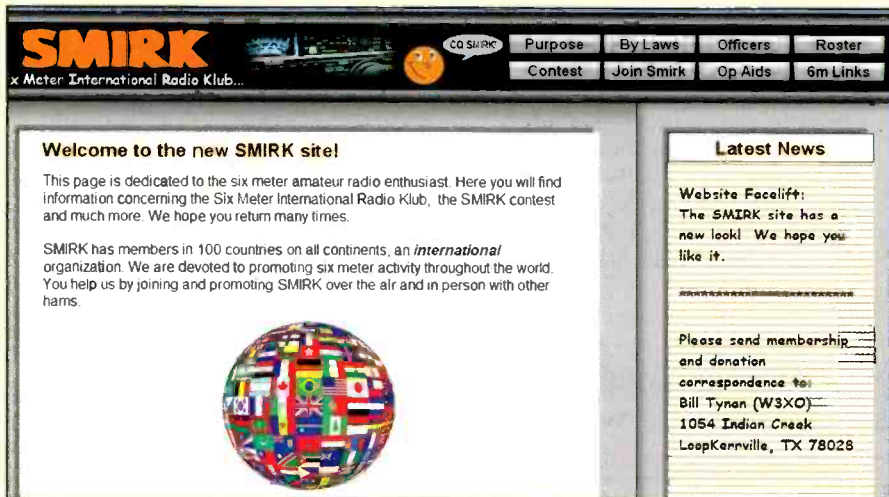 SMIRK
x Meter International Radio Klub...
CQ SMIRK
Purpose
By Laws
Officers
Roster
Contest
Join Smirk
Op Aids
6m Links
Welcome to the new SMIRK site!
This page is dedicated to the six meter amateur radio enthusiast. Here you will find
information concerning the Six Meter International Radio Klub, the SMIRK contest
and much more. We hope you return many times.
SMIRK has members in 100 countries on all continents, an international
organization. We are devoted to promoting six meter activity throughout the world.
You help us by joining and promoting SMIRK over the air and in person with other
hams.
Latest News
Website Facelift:
The SMIRK site has a
new look! We hope you
like it.
Please send membership
and donation
correspondence to:
Bill Tynan (W3XO)
1054 Indian Creek
LoopKerrville, TX 78028